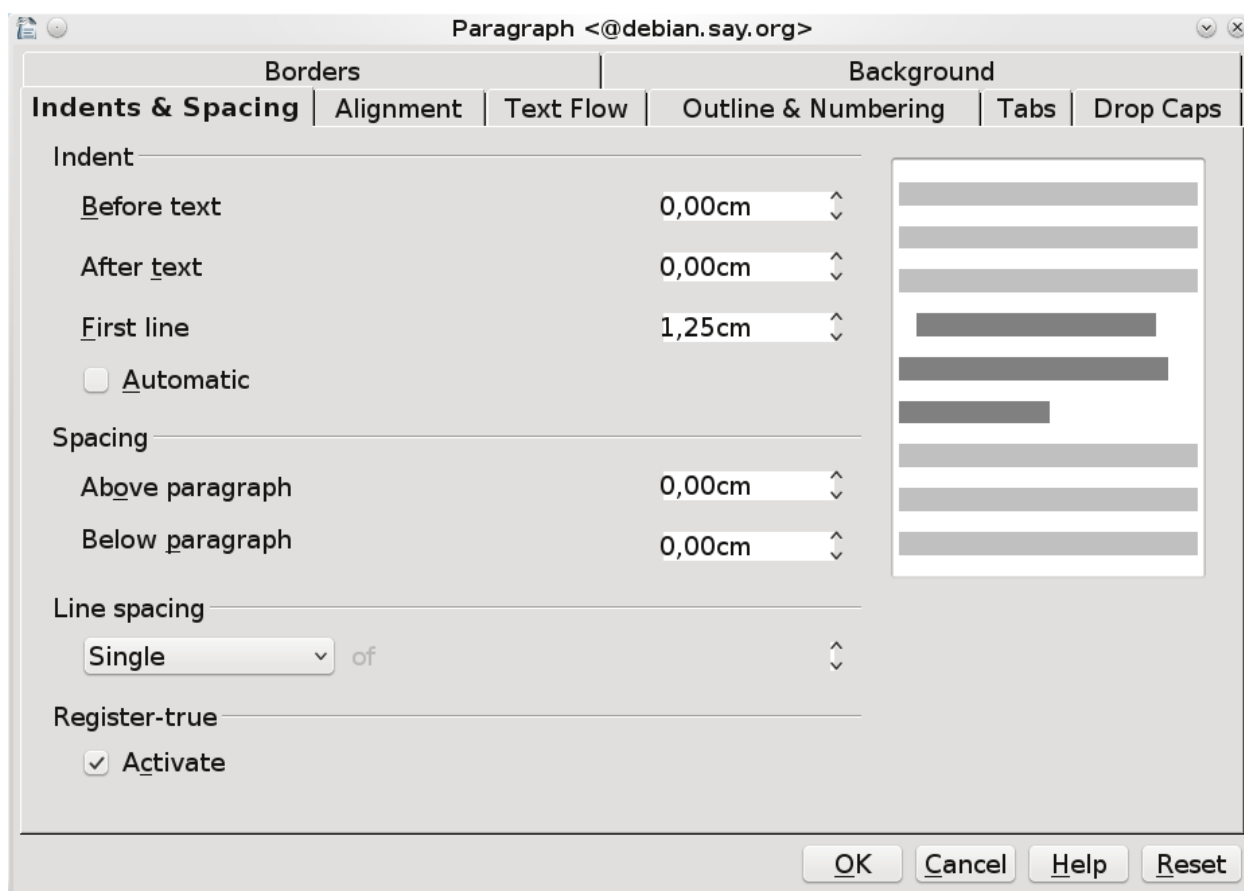 Paragraph <@debian.say.org>
Borders Background
Indents & Spacing Alignment Text Flow Outline & Numbering Tabs Drop Caps
Indent
Before text 0,00cm
After text 0,00cm
First line 1,25cm
Automatic
Spacing
Above paragraph 0,00cm
Below paragraph 0,00cm
Line spacing
Single of
Register-true
Activate
OK Cancel Help Reset